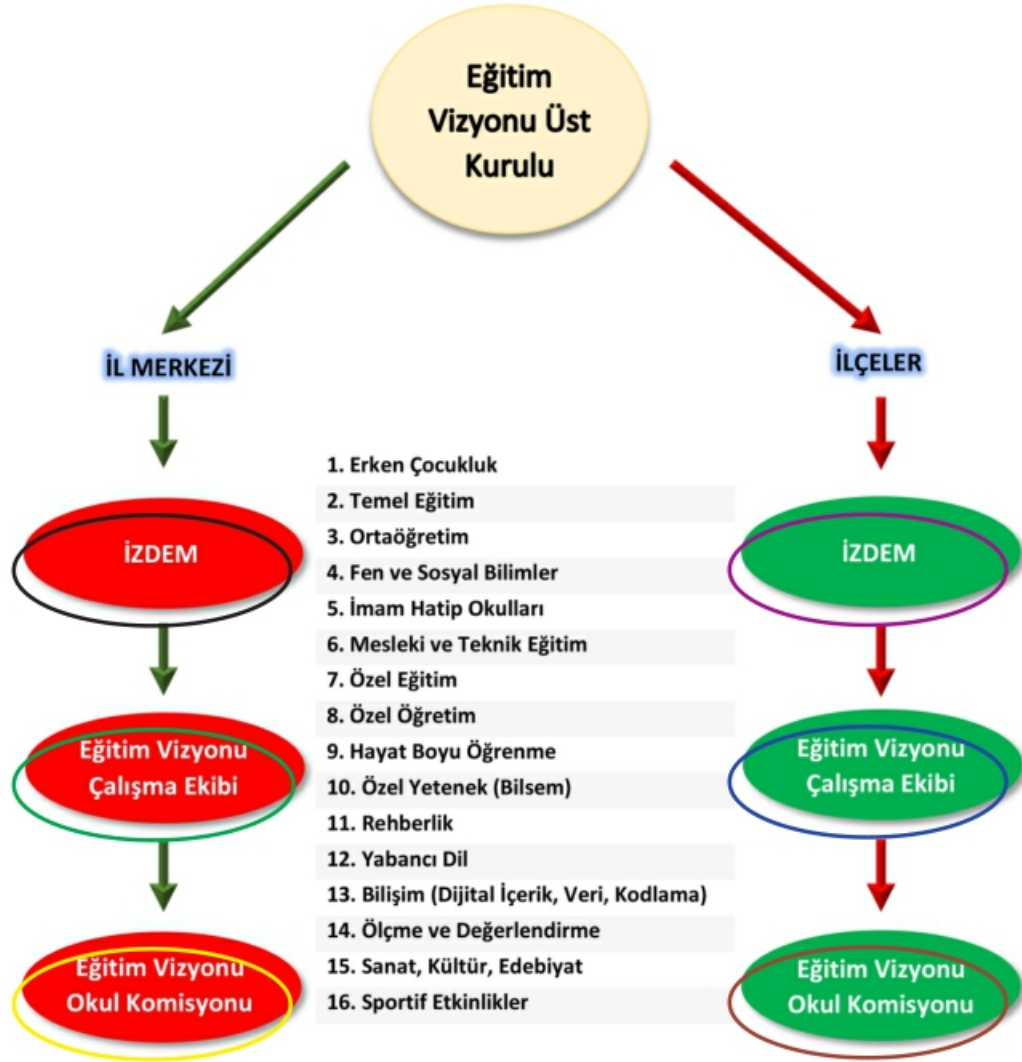 Eğitim
Vizyonu Üst
Kurulu
İL MERKEZİ
İLÇELER
İZDEM
Eğitim Vizyonu
Çalışma Ekibi
Eğitim Vizyonu
Okul Komisyonu
1. Erken Çocukluk
2. Temel Eğitim
3. Ortaöğretim
4. Fen ve Sosyal Bilimler
5. İmam Hatip Okulları
6. Mesleki ve Teknik Eğitim
7. Özel Eğitim
8. Özel Öğretim
9. Hayat Boyu Öğrenme
10. Özel Yetenek (Bilsem)
11. Rehberlik
12. Yabancı Dil
13. Bilişim (Dijital İçerik, Veri, Kodlama)
14. Ölçme ve Değerlendirme
15. Sanat, Kültür, Edebiyat
16. Sportif Etkinlikler
İZDEM
Eğitim Vizyonu
Çalışma Ekibi
Eğitim Vizyonu
Okul Komisyonu